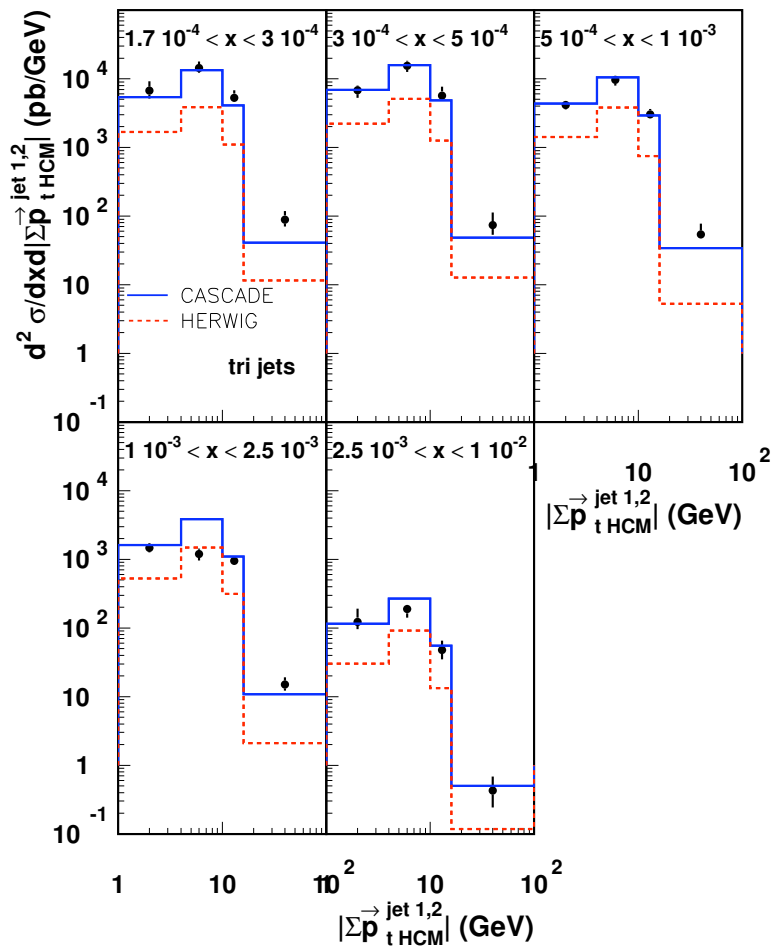 1.7 10-4 < x < 3 10-4
3 10-4 < x < 5 10-4
5 10-4 < x < 1 10-3
d2 σ/dxd|Σp→ jet 1,2 t HCM| (pb/GeV)
10 4
10 3
10 2
10
1
10 -1
CASCADE
HERWIG
tri jets
1 10 10 2
|Σp→ jet 1,2 t HCM| (GeV)
1 10-3 < x < 2.5 10-3
2.5 10-3 < x < 1 10-2
10 4
10 3
10 2
10
1
10 -1
1 10 10 2
1 10 10 2
|Σp→ jet 1,2 t HCM| (GeV)